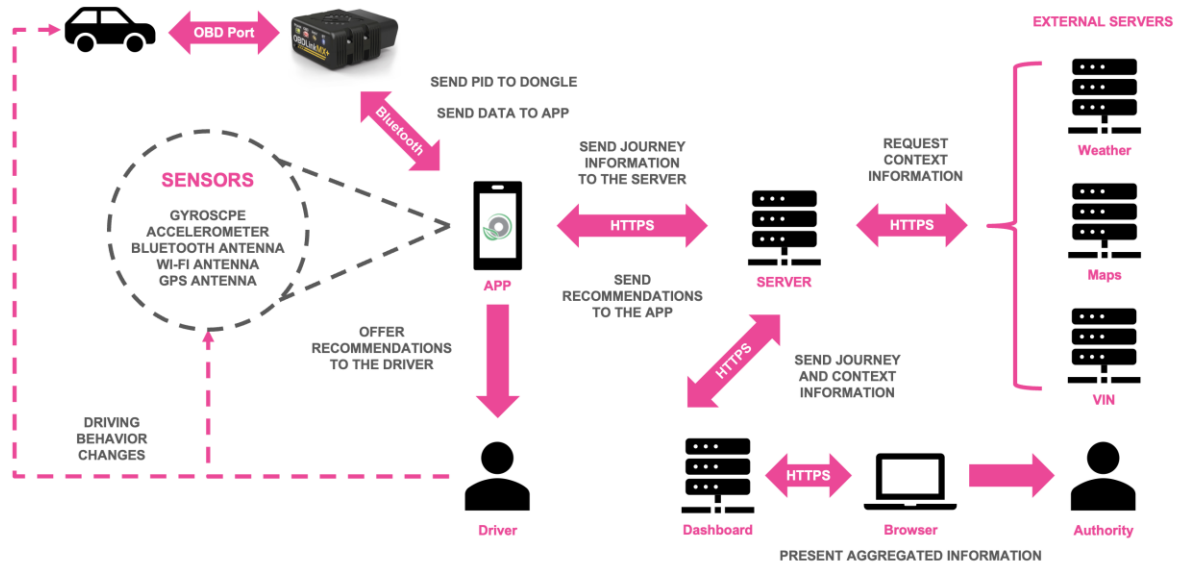 EXTERNAL SERVERS
OBD Port
OBDLinkMX+
SEND PID TO DONGLE
SEND DATA TO APP
Bluetooth
SENSORS
GYROSCPE
ACCELEROMETER
BLUETOOTH ANTENNA
WI-FI ANTENNA
GPS ANTENNA
SEND JOURNEY
INFORMATION
TO THE SERVER
HTTPS
SEND
RECOMMENDATIONS
TO THE APP
APP
SERVER
REQUEST
CONTEXT
INFORMATION
HTTPS
Weather
Maps
VIN
OFFER
RECOMMENDATIONS
TO THE DRIVER
HTTPS
SEND JOURNEY
AND CONTEXT
INFORMATION
DRIVING
BEHAVIOR
CHANGES
Driver
Dashboard
HTTPS
Browser
Authority
PRESENT AGGREGATED INFORMATION